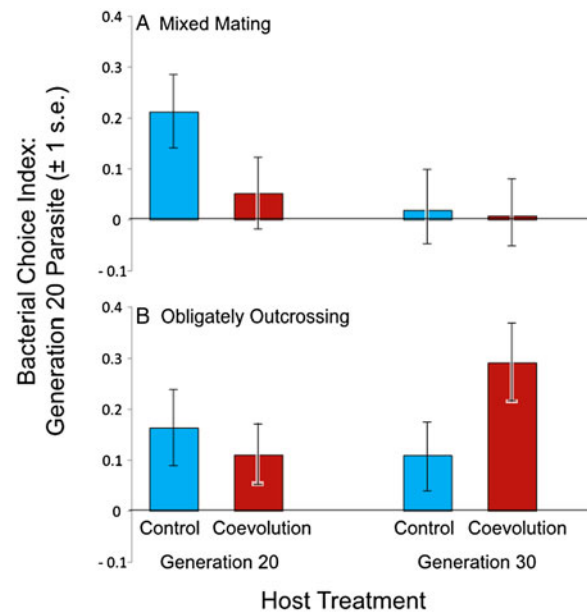 Bacterial Choice Index:
Generation 20 Parasite (± 1 s.e.)
A Mixed Mating
0.4
0.3
0.2
0.1
0
- 0.1
B Obligately Outcrossing
0.4
0.3
0.2
0.1
0
- 0.1
Control Coevolution Control Coevolution
Generation 20 Generation 30
Host Treatment